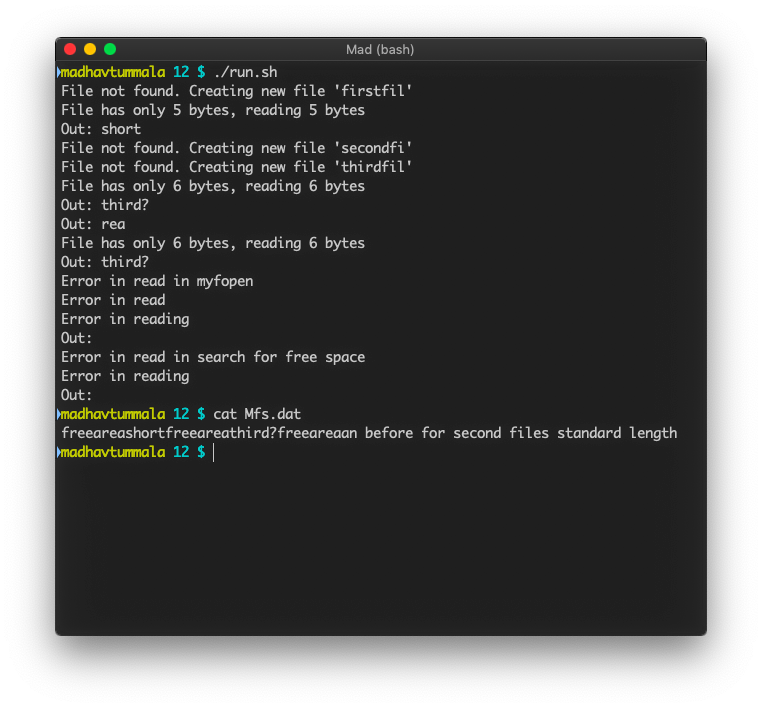 Mad (bash)
madhavtummala 12 $ ./run.sh
File not found. Creating new file 'firstfil'
File has only 5 bytes, reading 5 bytes
Out: short
File not found. Creating new file 'secondfi'
File not found. Creating new file 'thirdfil'
File has only 6 bytes, reading 6 bytes
Out: third?
Out: rea
File has only 6 bytes, reading 6 bytes
Out: third?
Error in read in myfopen
Error in read
Error in reading
Out:
Error in read in search for free space
Error in reading
Out:
madhavtummala 12 $ cat Mfs.dat
freeareashortfreeareathird?freeareaan before for second files standard length
madhavtummala 12 $